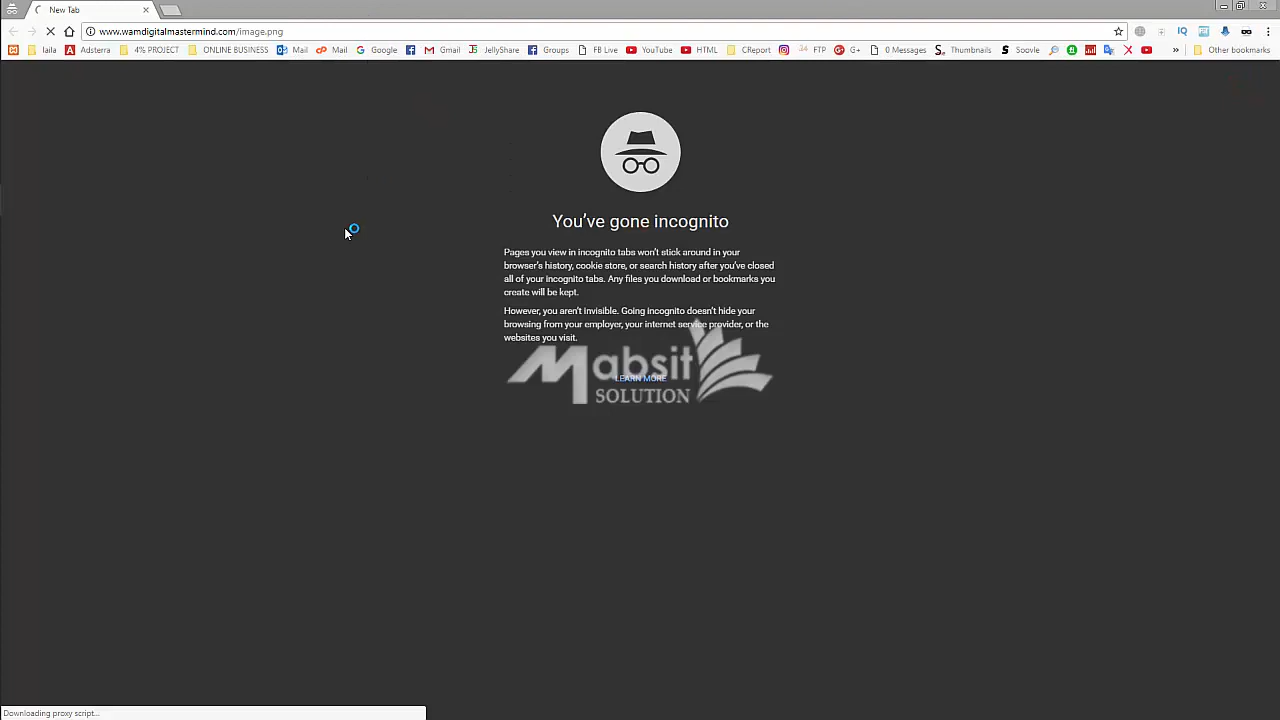 New Tab
www.wamdigitalmastermind.com/image.png
laila Adsterra 4% PROJECT ONLINE BUSINESS Mail Mail Google Gmail JellyShare Groups FB Live YouTube HTML CReport FTP G+ 0 Messages Thumbnails Soovle » Other bookmarks
You've gone incognito
Pages you view in incognito tabs won't stick around in your
browser's history, cookie store, or search history after you've closed
all of your incognito tabs. Any files you download or bookmarks you
create will be kept.
However, you aren't invisible. Going incognito doesn't hide your
browsing from your employer, your internet service provider, or the
websites you visit.
Mabsit
LEARN MORE
SOLUTION
Downloading proxy script...